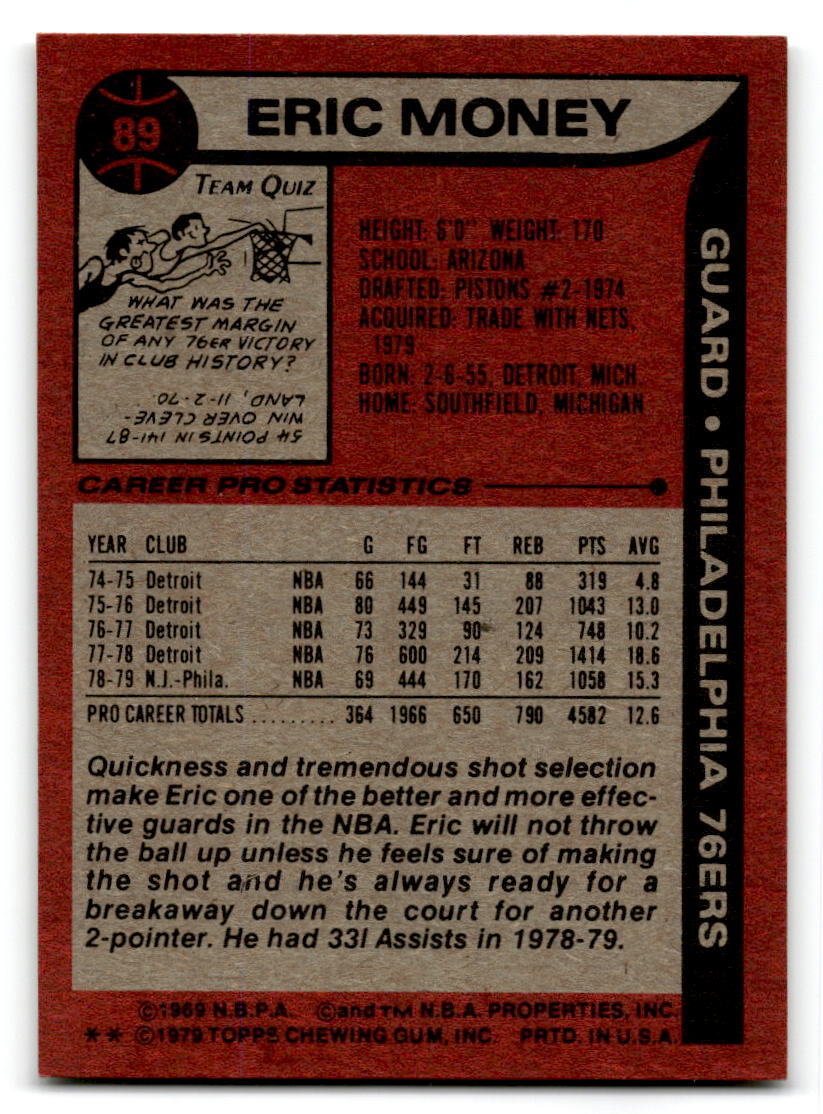 89
ERIC MONEY
TEAM QUIZ
WHAT WAS THE
GREATEST MARGIN
OF ANY 76ER VICTORY
IN CLUB HISTORY?
54 POINTS IN 141-87
WIN OVER CLEVE-
LAND, 11-2-70.
HEIGHT: 6'0" WEIGHT: 170
SCHOOL: ARIZONA
DRAFTED: PISTONS #2-1974
ACQUIRED: TRADE WITH NETS,
1979
BORN: 2-6-55, DETROIT, MICH.
HOME: SOUTHFIELD, MICHIGAN
GUARD • PHILADELPHIA 76ERS
CAREER PRO STATISTICS
YEAR CLUB G FG FT REB PTS AVG
74-75 Detroit NBA 66 144 31 88 319 4.8
75-76 Detroit NBA 80 449 145 207 1043 13.0
76-77 Detroit NBA 73 329 90 124 748 10.2
77-78 Detroit NBA 76 600 214 209 1414 18.6
78-79 N.J.-Phila. NBA 69 444 170 162 1058 15.3
PRO CAREER TOTALS ......... 364 1966 650 790 4582 12.6
Quickness and tremendous shot selection
make Eric one of the better and more effec-
tive guards in the NBA. Eric will not throw
the ball up unless he feels sure of making
the shot and he's always ready for a
breakaway down the court for another
2-pointer. He had 331 Assists in 1978-79.
©1969 N.B.P.A. ©and™ N.B.A. PROPERTIES, INC.
** ©1979 TOPPS CHEWING GUM, INC. PRTD. IN U.S.A.